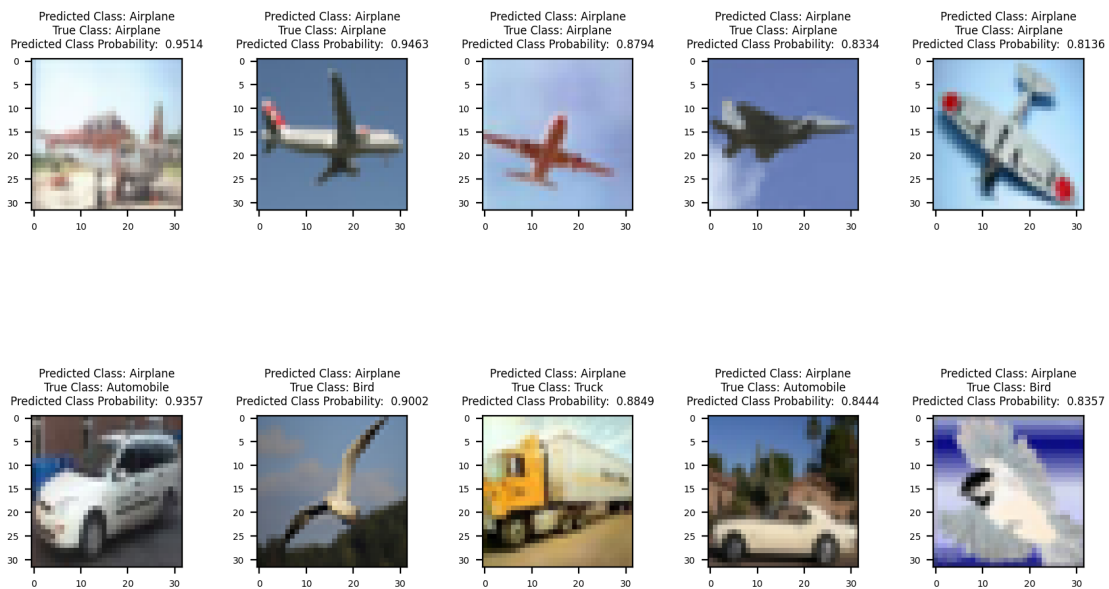 Predicted Class: Airplane
True Class: Airplane
Predicted Class Probability:  0.9514
0
5
10
15
20
25
30
0 10 20 30
Predicted Class: Airplane
True Class: Airplane
Predicted Class Probability:  0.9463
0
5
10
15
20
25
30
0 10 20 30
Predicted Class: Airplane
True Class: Airplane
Predicted Class Probability:  0.8794
0
5
10
15
20
25
30
0 10 20 30
Predicted Class: Airplane
True Class: Airplane
Predicted Class Probability:  0.8334
0
5
10
15
20
25
30
0 10 20 30
Predicted Class: Airplane
True Class: Airplane
Predicted Class Probability:  0.8136
0
5
10
15
20
25
30
0 10 20 30
Predicted Class: Airplane
True Class: Automobile
Predicted Class Probability:  0.9357
0
5
10
15
20
25
30
0 10 20 30
Predicted Class: Airplane
True Class: Bird
Predicted Class Probability:  0.9002
0
5
10
15
20
25
30
0 10 20 30
Predicted Class: Airplane
True Class: Truck
Predicted Class Probability:  0.8849
0
5
10
15
20
25
30
0 10 20 30
Predicted Class: Airplane
True Class: Automobile
Predicted Class Probability:  0.8444
0
5
10
15
20
25
30
0 10 20 30
Predicted Class: Airplane
True Class: Bird
Predicted Class Probability:  0.8357
0
5
10
15
20
25
30
0 10 20 30